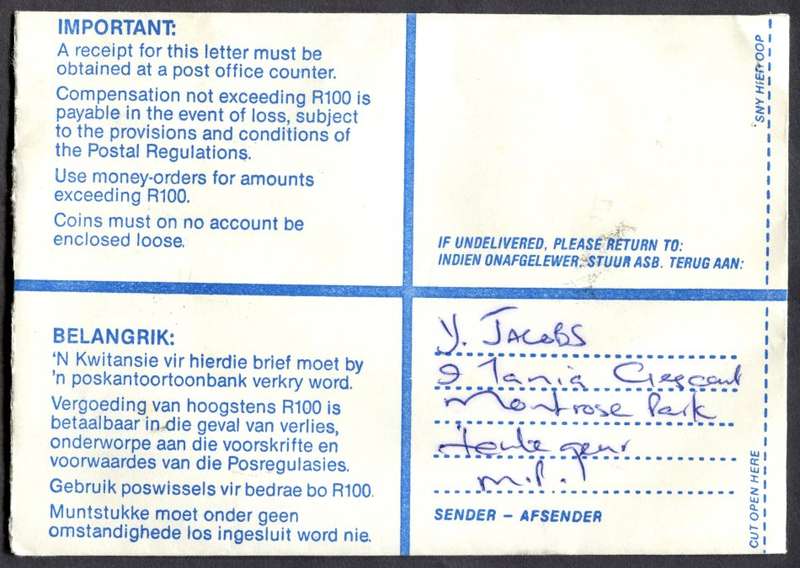 IMPORTANT:
A receipt for this letter must be
obtained at a post office counter.
Compensation not exceeding R100 is
payable in the event of loss, subject
to the provisions and conditions of
the Postal Regulations.
Use money-orders for amounts
exceeding R100.
Coins must on no account be
enclosed loose.
BELANGRIK:
'N Kwitansie vir hierdie brief moet by
'n poskantoortoonbank verkry word.
Vergoeding van hoogstens R100 is
betaalbaar in die geval van verlies,
onderworpe aan die voorskrifte en
voorwaardes van die Posregulasies.
Gebruik poswissels vir bedrae bo R100.
Muntstukke moet onder geen
omstandighede los ingesluit word nie.
IF UNDELIVERED, PLEASE RETURN TO:
INDIEN ONAFGELEWER, STUUR ASB. TERUG AAN:
Y. JACOBS
9 Tania Crescent
Montrose Park
M.P.
SENDER – AFSENDER
SNY HIER OOP
CUT OPEN HERE